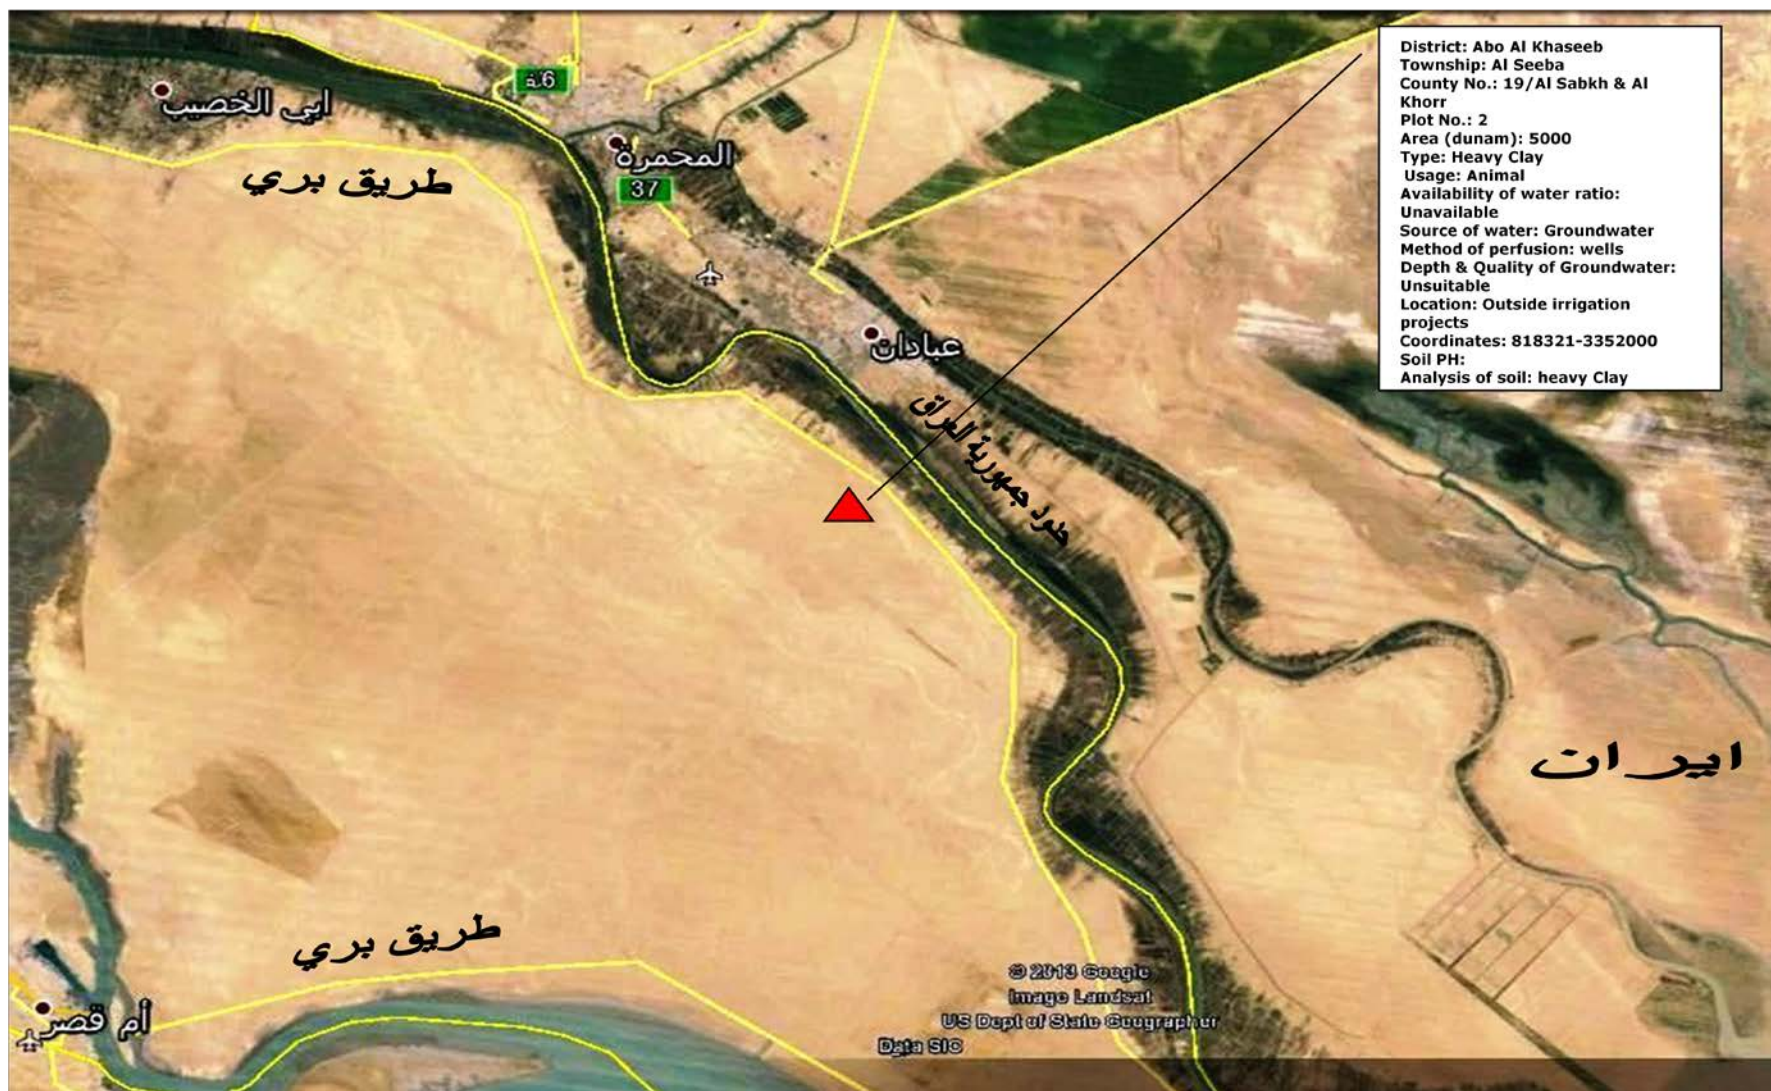 District: Abo Al Khaseeb
Township: Al Seeba
County No.: 19/Al Sabkh & Al
Khorr
Plot No.: 2
Area (dunam): 5000
Type: Heavy Clay
Usage: Animal
Availability of water ratio:
Unavailable
Source of water: Groundwater
Method of perfusion: wells
Depth & Quality of Groundwater:
Unsuitable
Location: Outside irrigation
projects
Coordinates: 818321-3352000
Soil PH:
Analysis of soil: heavy Clay
ابي الخصيب
المحمرة
37
طريق بري
عبادان
حدود جمهورية العراق
ايران
طريق بري
أم قصر
© 2013 Google
Image Landsat
US Dept of State Geographer
Data SIO